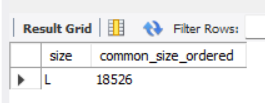 Result Grid Filter Rows:
size common_size_ordered
L 18526